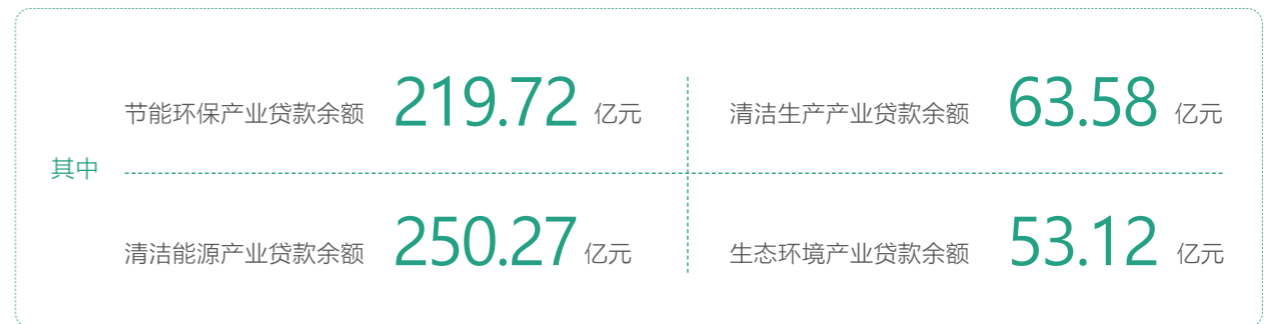 节能环保产业贷款余额 219.72 亿元 清洁生产产业贷款余额 63.58 亿元
其中
清洁能源产业贷款余额 250.27 亿元 生态环境产业贷款余额 53.12 亿元